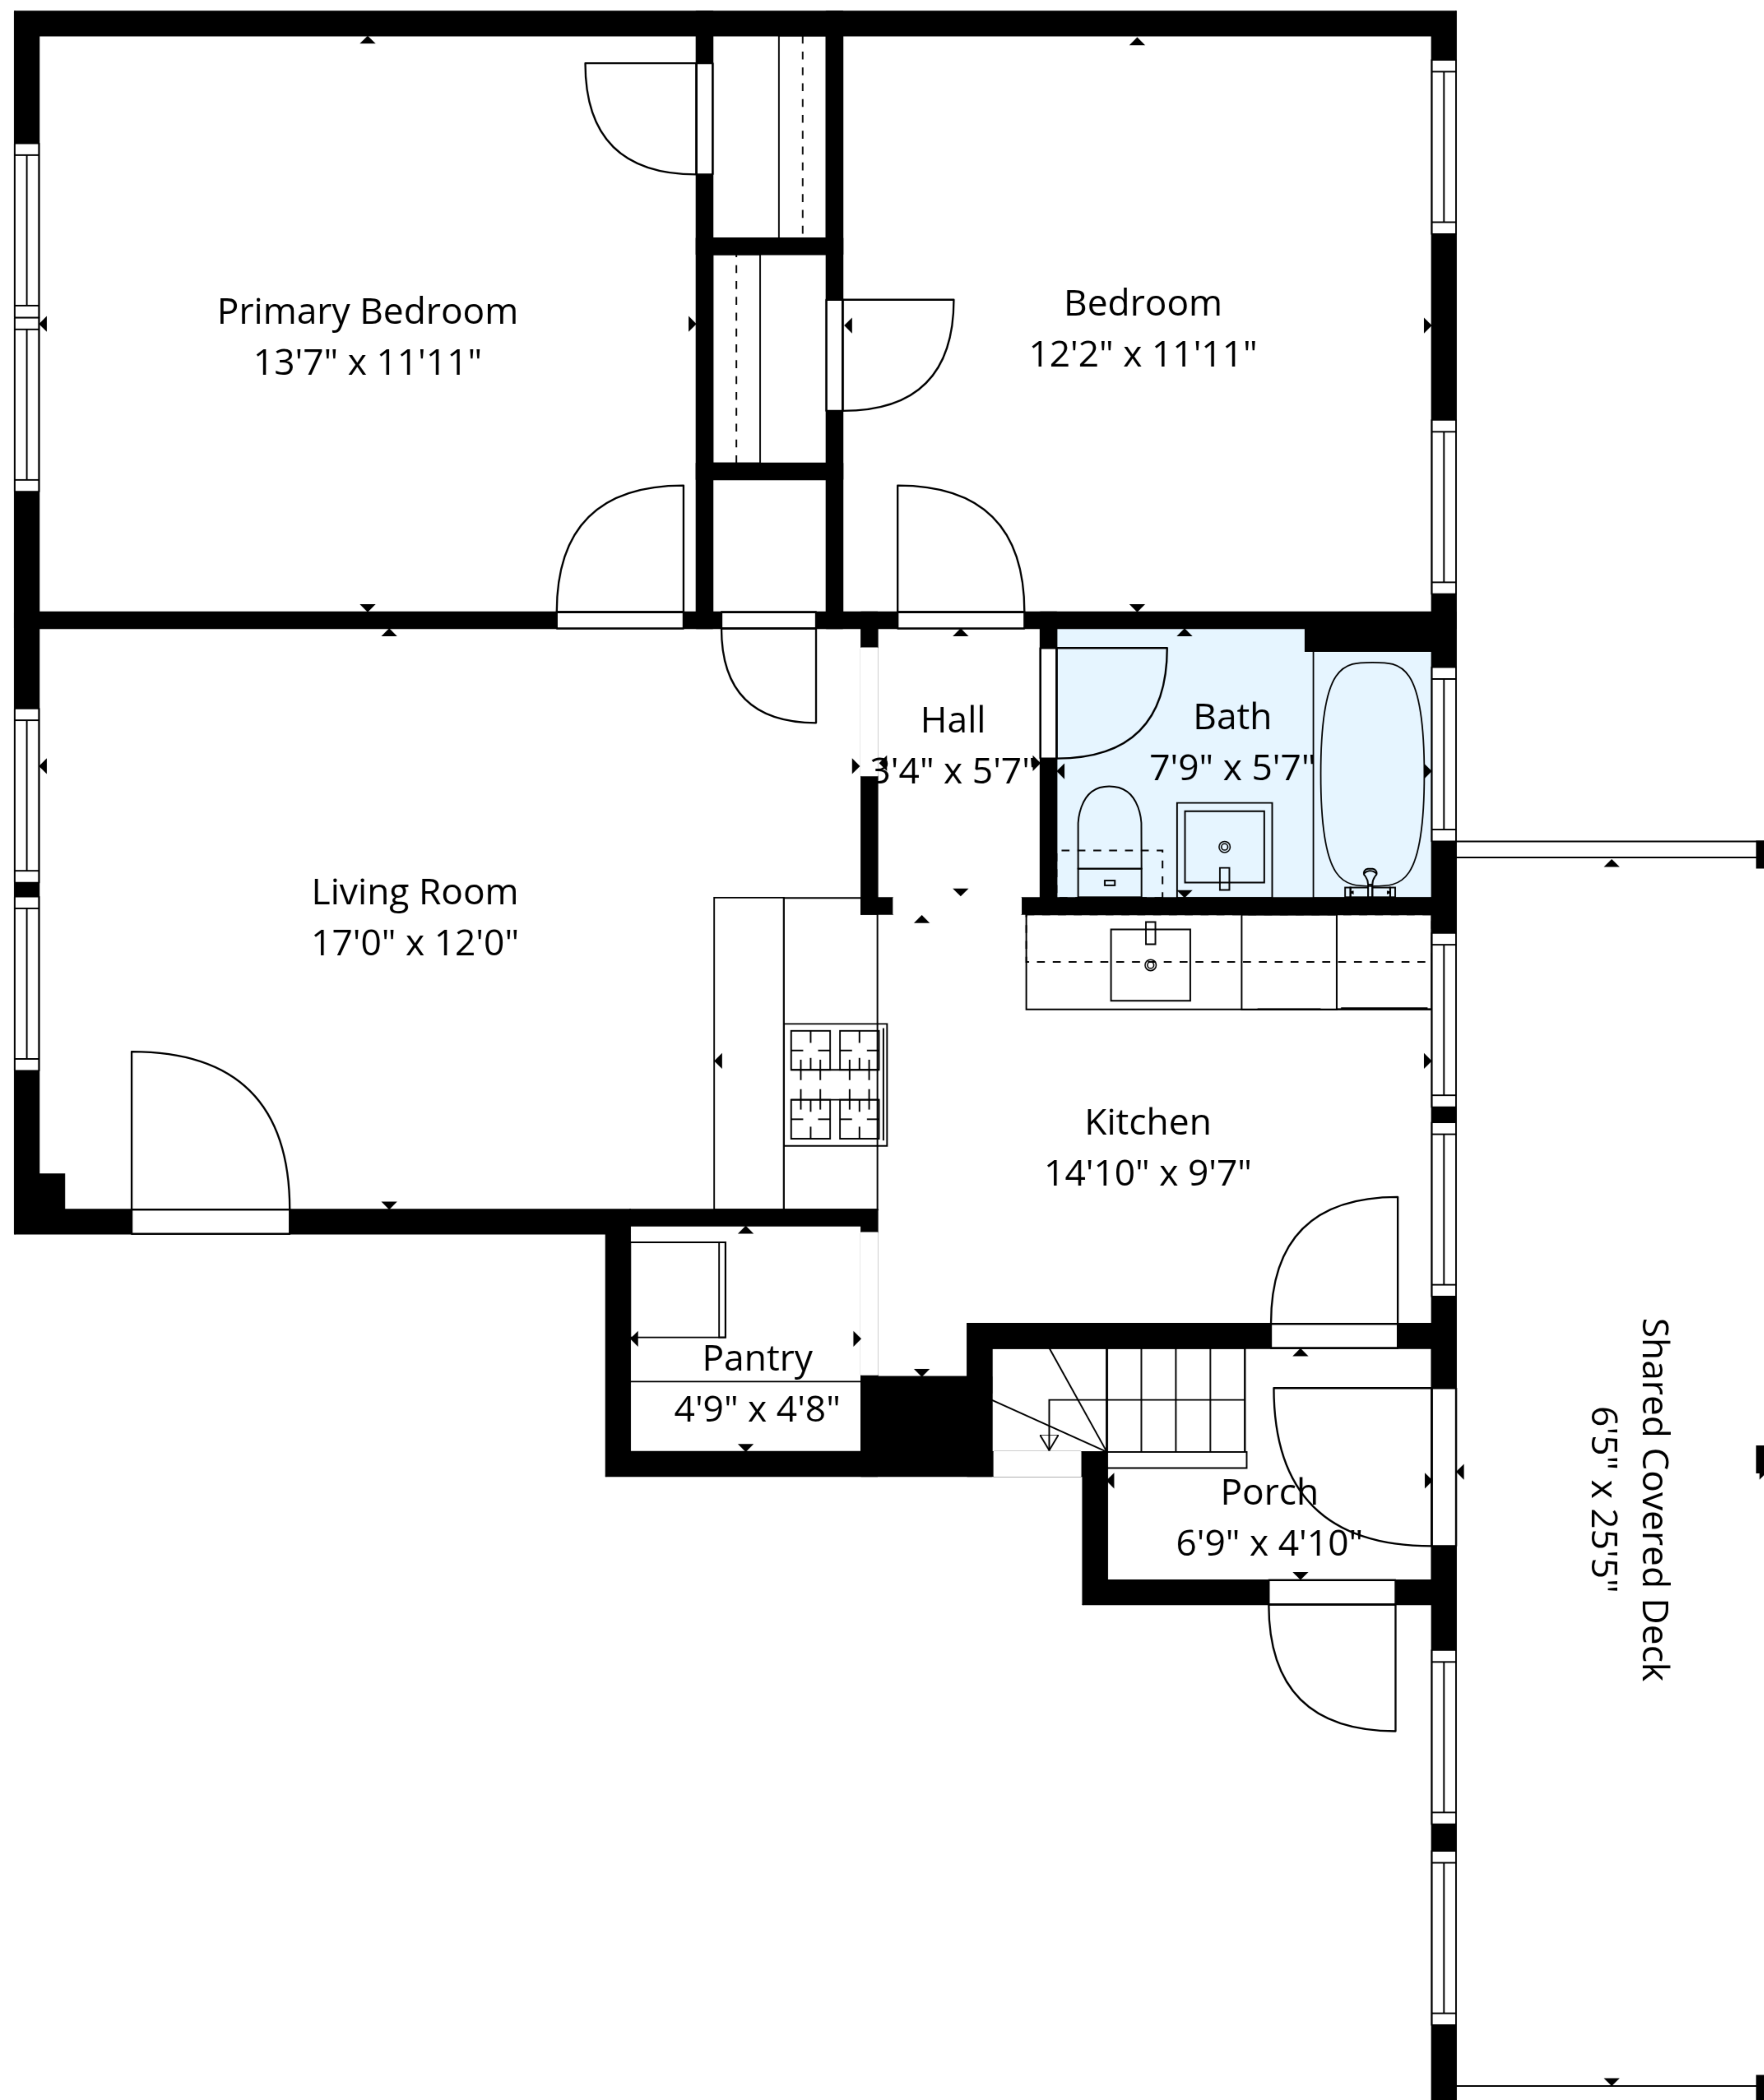 Primary Bedroom
13'7" x 11'11"
Bedroom
12'2" x 11'11"
Hall
3'4" x 5'7"
Bath
7'9" x 5'7"
Living Room
17'0" x 12'0"
Kitchen
14'10" x 9'7"
Pantry
4'9" x 4'8"
Porch
6'9" x 4'10"
Shared Covered Deck
6'5" x 25'5"